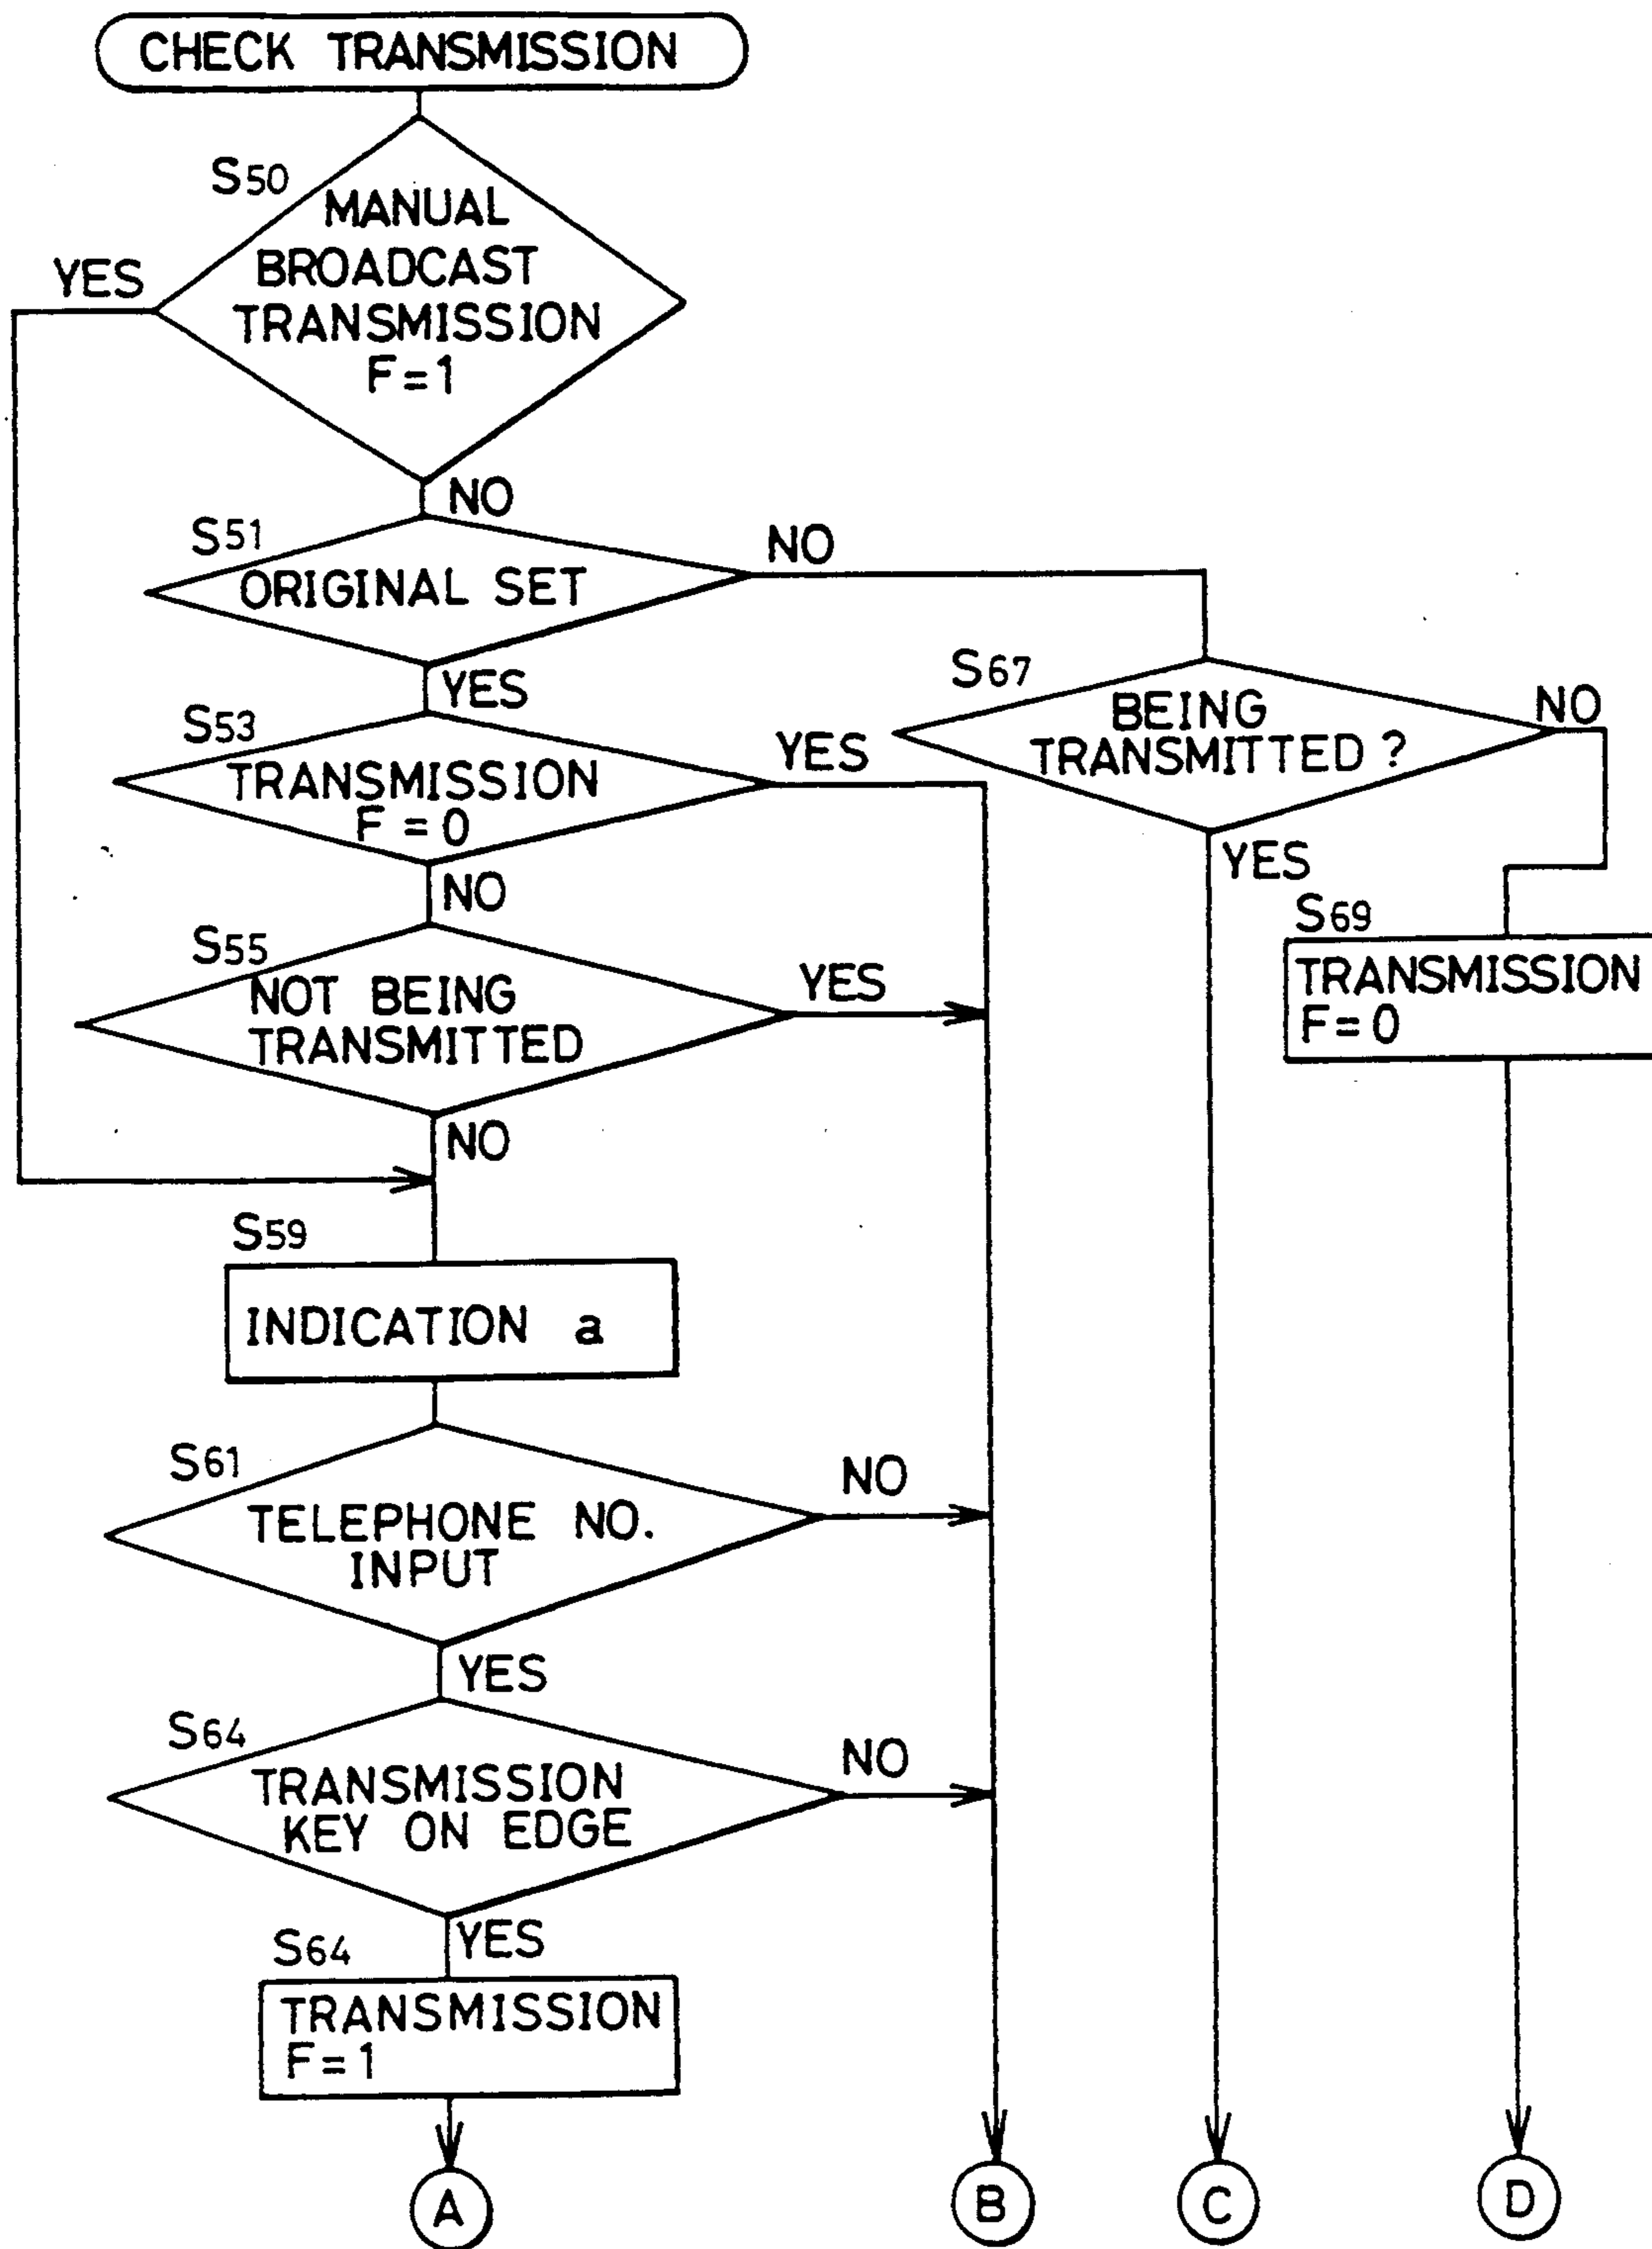 CHECK TRANSMISSION
S50
MANUAL
BROADCAST
TRANSMISSION
F=1
YES
NO
S51
ORIGINAL SET
NO
YES
S67
BEING
TRANSMITTED?
NO
YES
S53
TRANSMISSION
F=0
YES
NO
S69
TRANSMISSION
F=0
S55
NOT BEING
TRANSMITTED
YES
NO
S59
INDICATION a
S61
TELEPHONE NO.
INPUT
NO
YES
S64
TRANSMISSION
KEY ON EDGE
NO
YES
S64
TRANSMISSION
F=1
A
B
C
D